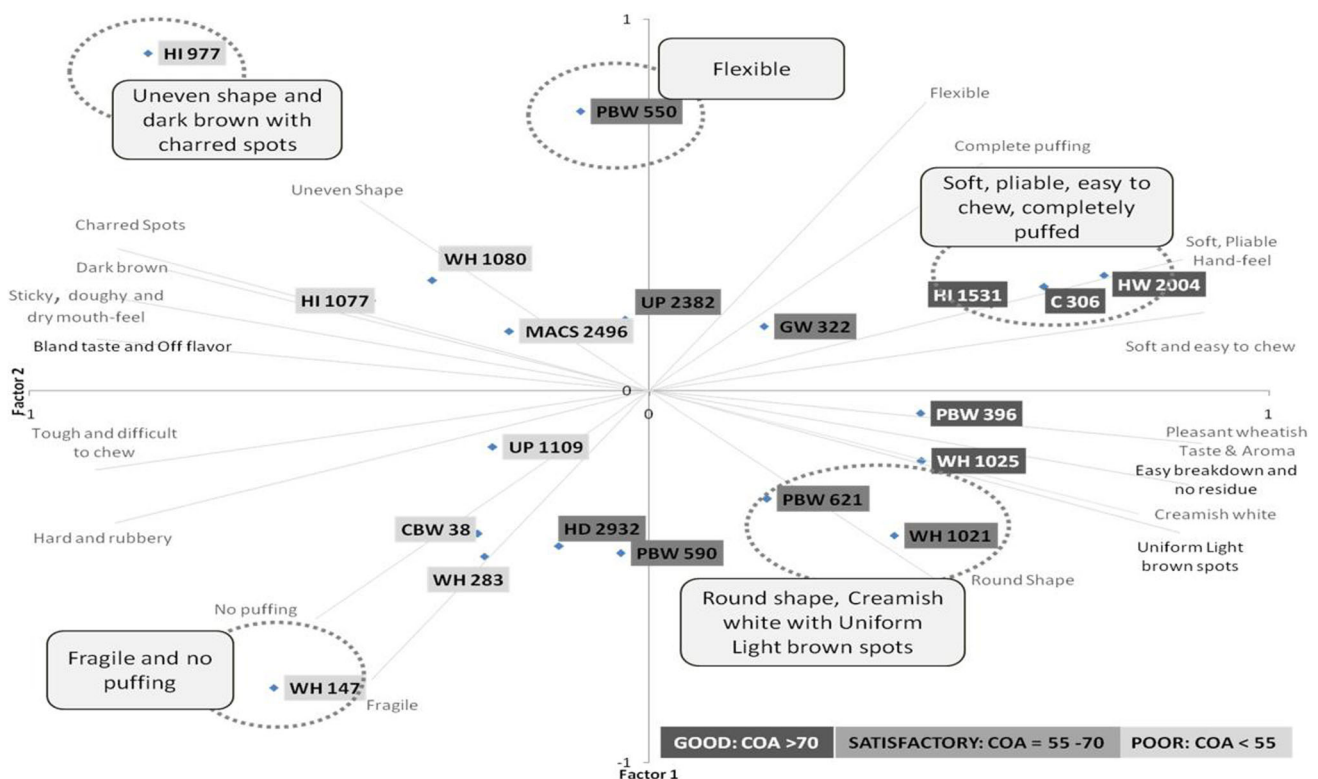 1
HI 977
Flexible
Uneven shape and
dark brown with
charred spots
PBW 550
Flexible
Complete puffing
Uneven Shape
Soft, pliable, easy to
chew, completely
puffed
Charred Spots
Dark brown
WH 1080
Soft, Pliable
Hand-feel
Sticky, doughy and
dry mouth-feel
HI 1077
UP 2382
HI 1531
C 306
HW 2004
MACS 2496
GW 322
Bland taste and Off flavor
Soft and easy to chew
Factor 2
-1
0
0
1
PBW 396
Tough and difficult
to chew
UP 1109
Pleasant wheatish
Taste & Aroma
WH 1025
Easy breakdown and
no residue
PBW 621
Creamish white
Hard and rubbery
CBW 38
HD 2932
WH 1021
PBW 590
Uniform Light
brown spots
WH 283
Round Shape
No puffing
Round shape, Creamish
white with Uniform
Light brown spots
Fragile and no
puffing
WH 147
Fragile
GOOD: COA >70
SATISFACTORY: COA = 55 -70
POOR: COA < 55
-1
Factor 1